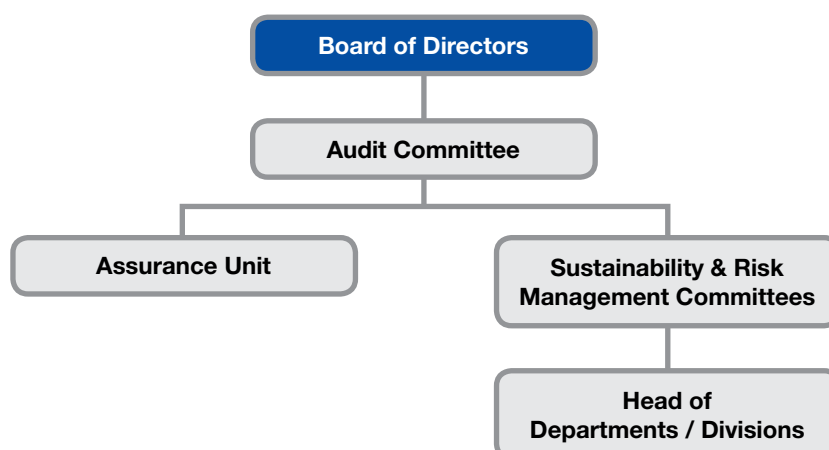 Board of Directors
Audit Committee
Assurance Unit
Sustainability & Risk
Management Committees
Head of
Departments / Divisions